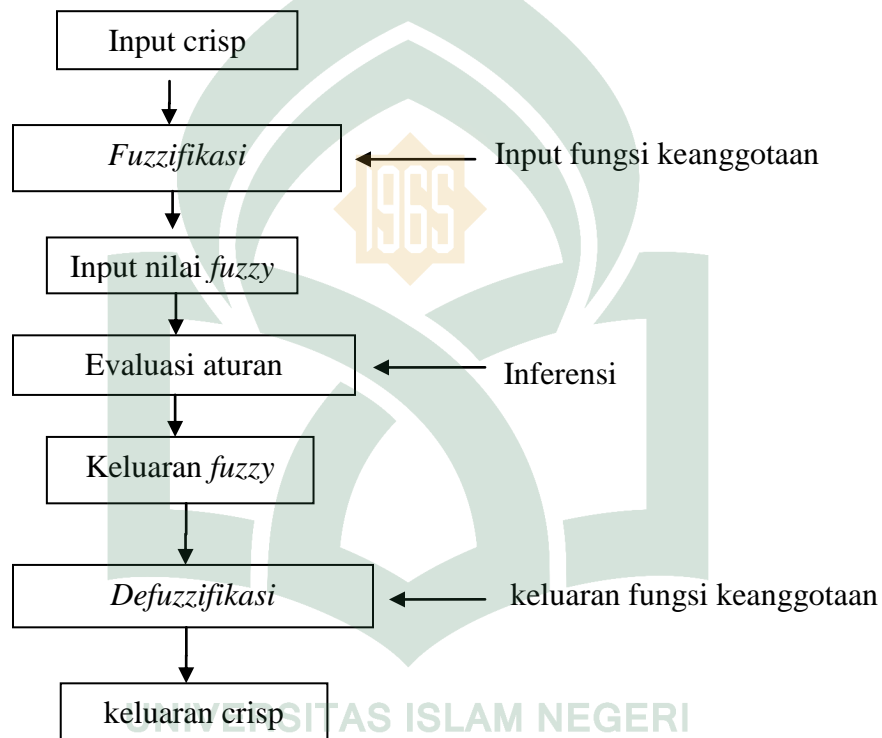 Input crisp
Fuzzifikasi
Input fungsi keanggotaan
1965
Input nilai fuzzy
Evaluasi aturan
Inferensi
Keluaran fuzzy
Defuzzifikasi
keluaran fungsi keanggotaan
keluaran crisp
UNIVERSITAS ISLAM NEGERI